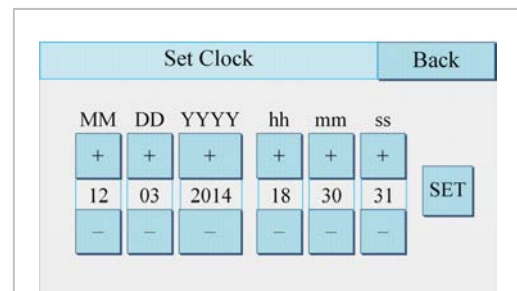 Set Clock Back
MM DD YYYY hh mm ss
+ + + + + +
12 03 2014 18 30 31 SET
– – – – – –